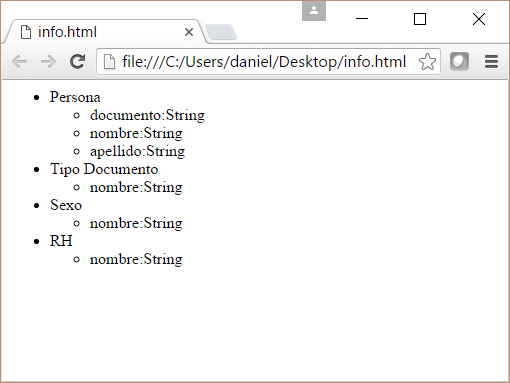 info.html
file:///C:/Users/daniel/Desktop/info.html
Persona
documento:String
nombre:String
apellido:String
Tipo Documento
nombre:String
Sexo
nombre:String
RH
nombre:String